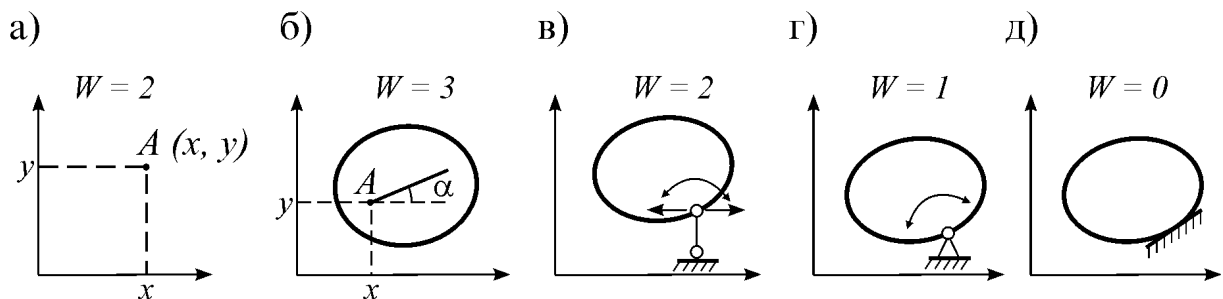 а) б) в) г) д)
W = 2 W = 3 W = 2 W = 1 W = 0
A (x, y)
y
A α
y
x x